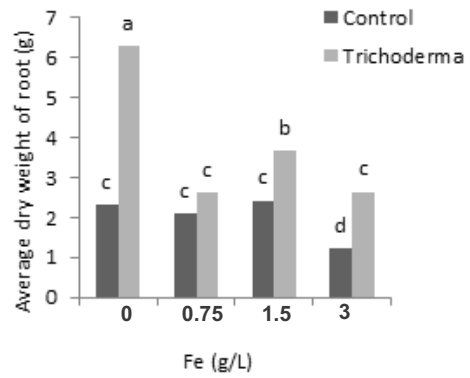 Control
Trichoderma
Average dry weight of root (g)
7
6
5
4
3
2
1
0
a
c
c
c
c
b
d
c
0 0.75 1.5 3
Fe (g/L)